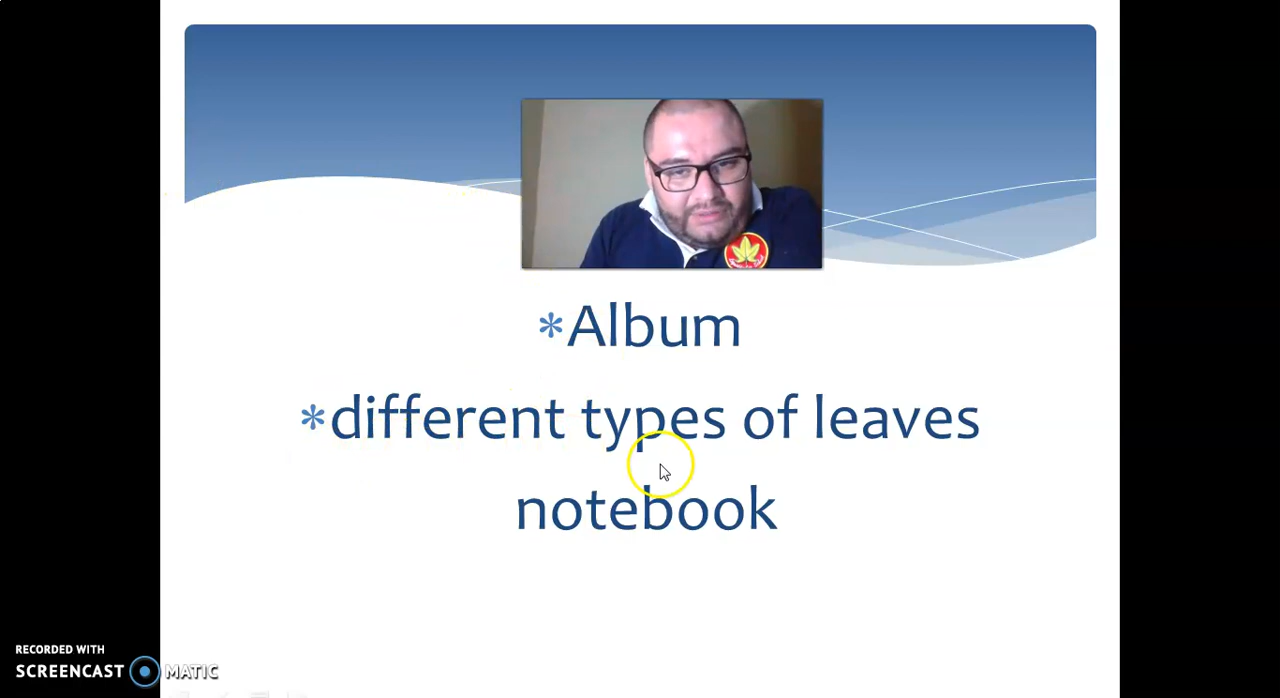 *Album
*different types of leaves
notebook
RECORDED WITH
SCREENCAST MATIC